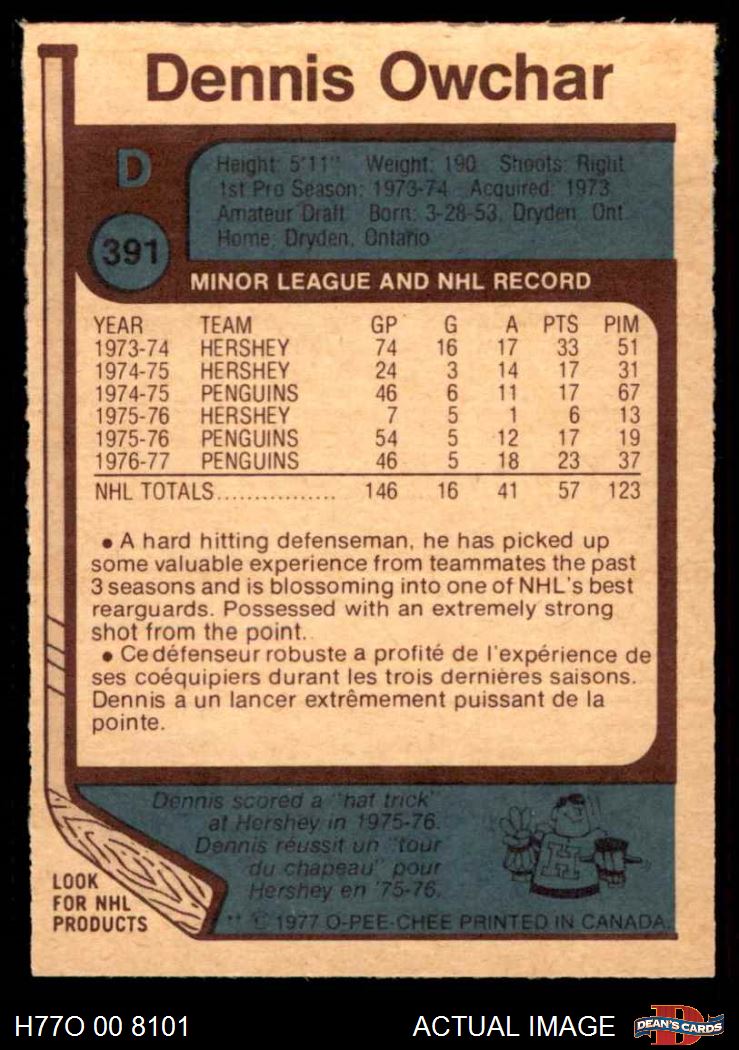 Dennis Owchar
D
391
Height: 5'11" Weight: 190 Shoots: Right
1st Pro Season: 1973-74 Acquired: 1973
Amateur Draft Born: 3-28-53, Dryden, Ont.
Home: Dryden, Ontario
MINOR LEAGUE AND NHL RECORD
YEAR TEAM GP G A PTS PIM
1973-74 HERSHEY 74 16 17 33 51
1974-75 HERSHEY 24 3 14 17 31
1974-75 PENGUINS 46 6 11 17 67
1975-76 HERSHEY 7 5 1 6 13
1975-76 PENGUINS 54 5 12 17 19
1976-77 PENGUINS 46 5 18 23 37
NHL TOTALS................ 146 16 41 57 123
• A hard hitting defenseman, he has picked up
some valuable experience from teammates the past
3 seasons and is blossoming into one of NHL's best
rearguards. Possessed with an extremely strong
shot from the point.
• Ce défenseur robuste a profité de l'expérience de
ses coéquipiers durant les trois dernières saisons.
Dennis a un lancer extrêmement puissant de la
pointe.
Dennis scored a "hat trick"
at Hershey in 1975-76.
Dennis réussit un "tour
du chapeau" pour
Hershey en '75-76.
H
LOOK
FOR NHL
PRODUCTS
** © 1977 O-PEE-CHEE PRINTED IN CANADA
H77O 00 8101
ACTUAL IMAGE
D
DEAN'S CARDS